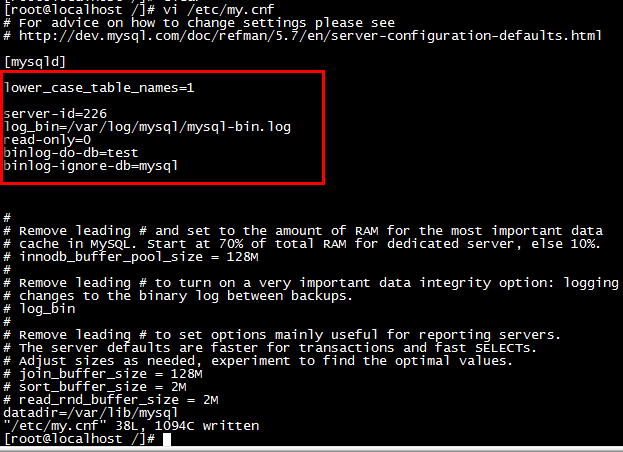 [root@localhost /]# vi /etc/my.cnf
# For advice on how to change settings please see
# http://dev.mysql.com/doc/refman/5.7/en/server-configuration-defaults.html
[mysqld]
lower_case_table_names=1
server-id=226
log_bin=/var/log/mysql/mysql-bin.log
read-only=0
binlog-do-db=test
binlog-ignore-db=mysql
#
# Remove leading # and set to the amount of RAM for the most important data
# cache in MySQL. Start at 70% of total RAM for dedicated server, else 10%.
# innodb_buffer_pool_size = 128M
#
# Remove leading # to turn on a very important data integrity option: logging
# changes to the binary log between backups.
# log_bin
#
# Remove leading # to set options mainly useful for reporting servers.
# The server defaults are faster for transactions and fast SELECTs.
# Adjust sizes as needed, experiment to find the optimal values.
# join_buffer_size = 128M
# sort_buffer_size = 2M
# read_rnd_buffer_size = 2M
datadir=/var/lib/mysql
"/etc/my.cnf" 38L, 1094C written
[root@localhost /]#